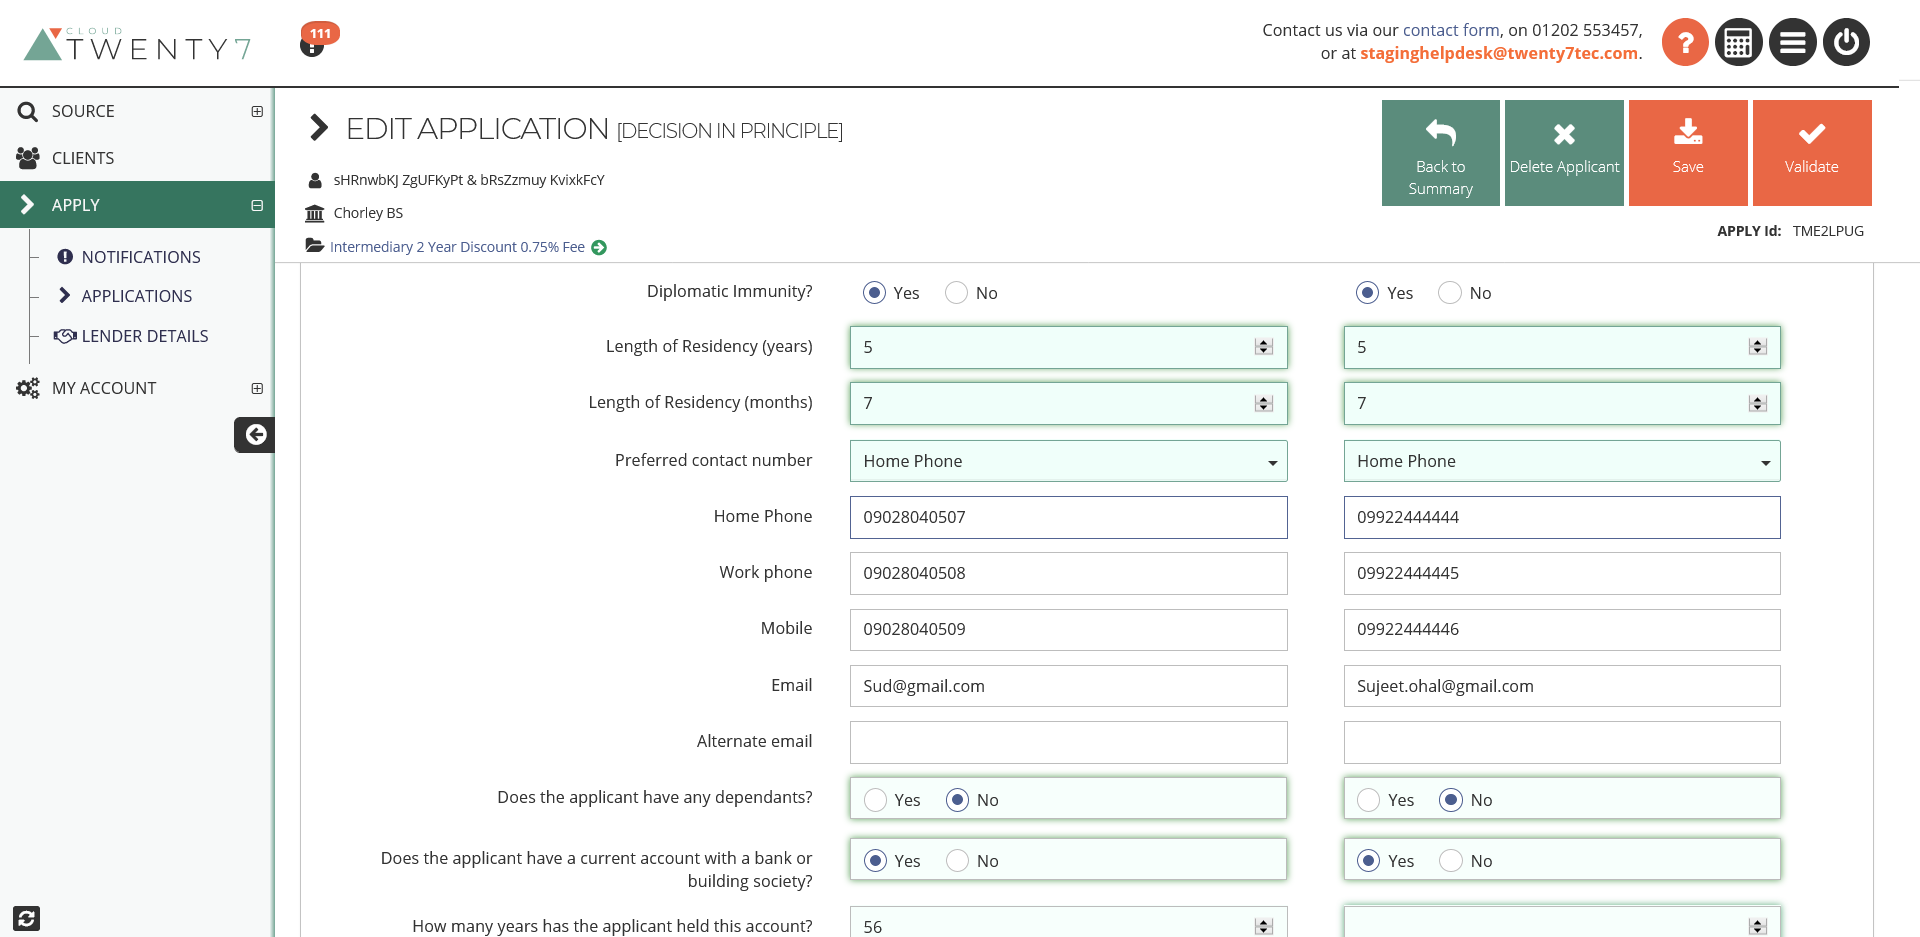 CLOUD
TWENTY7
111
Contact us via our contact form, on 01202 553457,
or at staginghelpdesk@twenty7tec.com.
?
SOURCE
CLIENTS
APPLY
NOTIFICATIONS
APPLICATIONS
LENDER DETAILS
MY ACCOUNT
EDIT APPLICATION [DECISION IN PRINCIPLE]
sHRnwbKJ ZgUFKyPt & bRsZzmuy KvixkFcY
Chorley BS
Intermediary 2 Year Discount 0.75% Fee
Back to
Summary
Delete Applicant
Save
Validate
APPLY Id: TME2LPUG
Diplomatic Immunity? Yes No Yes No
Length of Residency (years) 5 5
Length of Residency (months) 7 7
Preferred contact number Home Phone Home Phone
Home Phone 09028040507 09922444444
Work phone 09028040508 09922444445
Mobile 09028040509 09922444446
Email Sud@gmail.com Sujeet.ohal@gmail.com
Alternate email
Does the applicant have any dependants? Yes No Yes No
Does the applicant have a current account with a bank or
building society? Yes No Yes No
How many years has the applicant held this account? 56